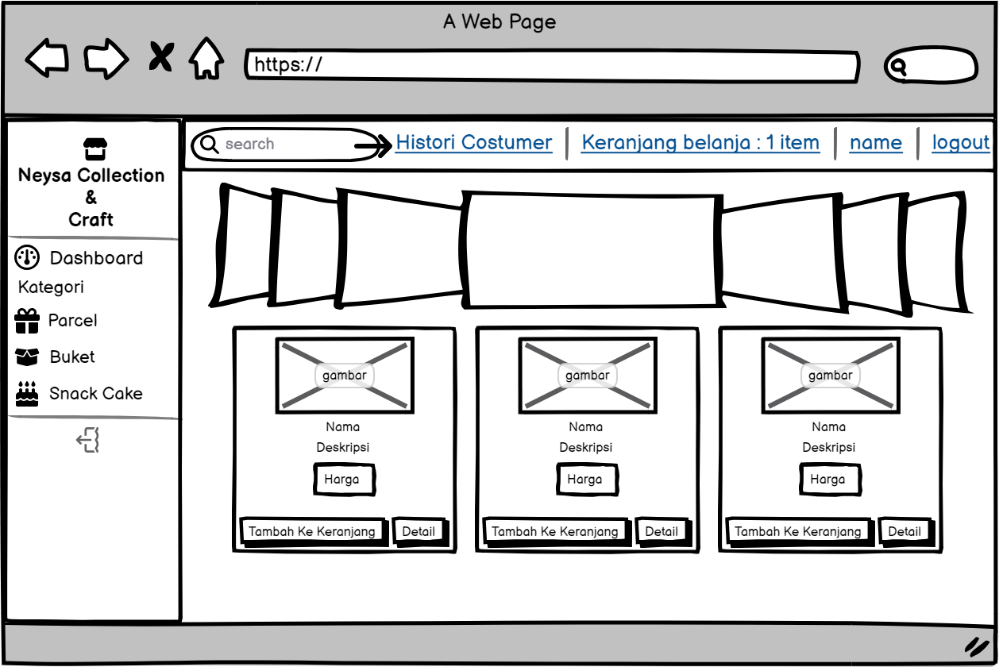 A Web Page
https://
Neysa Collection
&
Craft
Dashboard
Kategori
Parcel
Buket
Snack Cake
search
Histori Costumer
Keranjang belanja : 1 item
name
logout
gambar
Nama
Deskripsi
Harga
Tambah Ke Keranjang
Detail
gambar
Nama
Deskripsi
Harga
Tambah Ke Keranjang
Detail
gambar
Nama
Deskripsi
Harga
Tambah Ke Keranjang
Detail